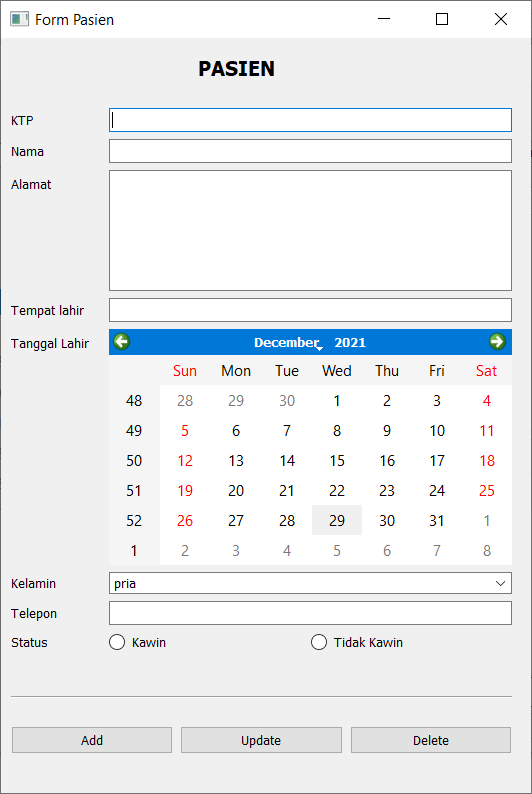 Form Pasien
PASIEN
KTP
Nama
Alamat
Tempat lahir
Tanggal Lahir December 2021
Sun Mon Tue Wed Thu Fri Sat
48 28 29 30 1 2 3 4
49 5 6 7 8 9 10 11
50 12 13 14 15 16 17 18
51 19 20 21 22 23 24 25
52 26 27 28 29 30 31 1
1 2 3 4 5 6 7 8
Kelamin pria
Telepon
Status Kawin Tidak Kawin
Add Update Delete